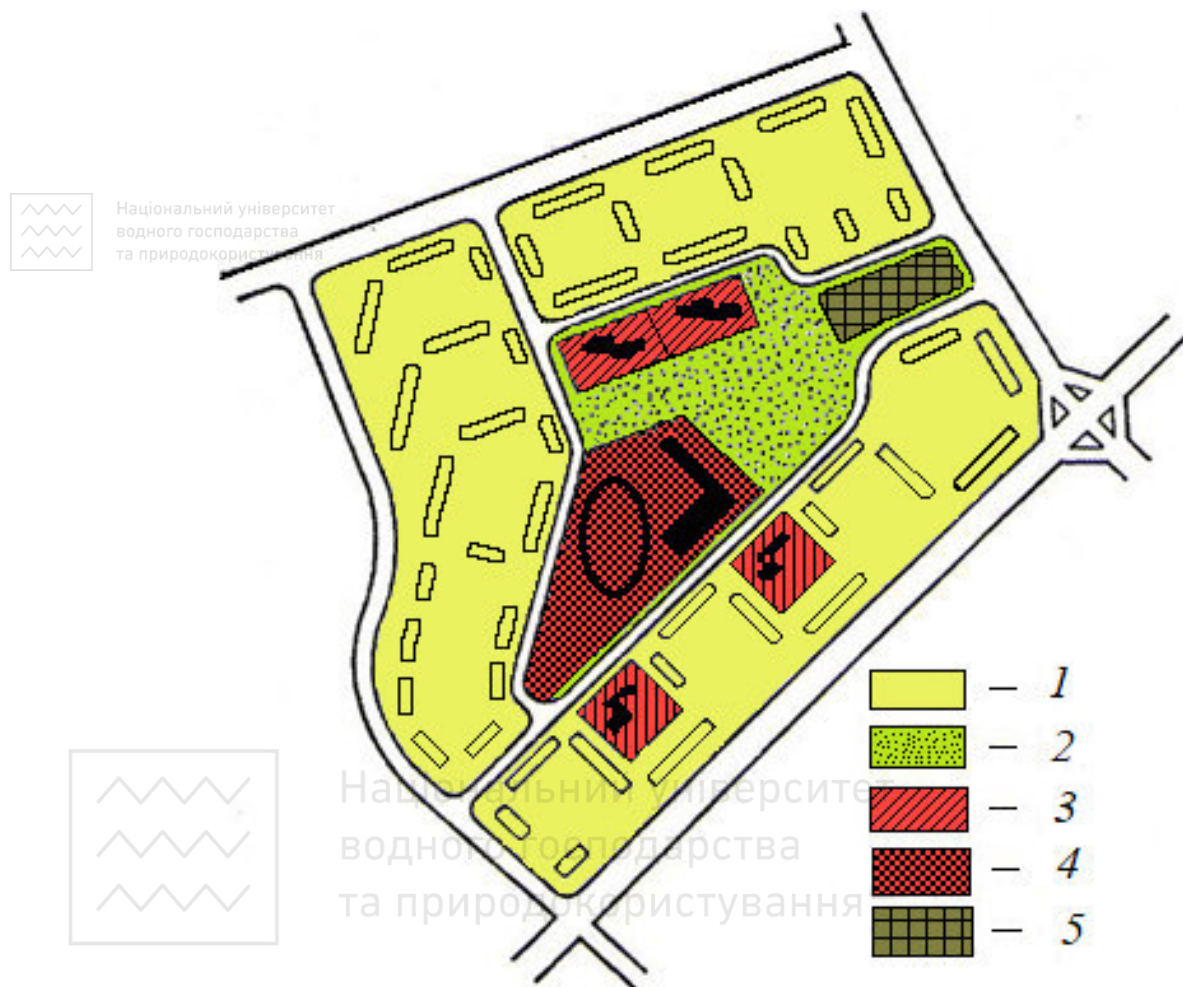 Національний університет
водного господарства
та природокористування
— 1
— 2
— 3
— 4
— 5
Національний університет
водного господарства
та природокористування